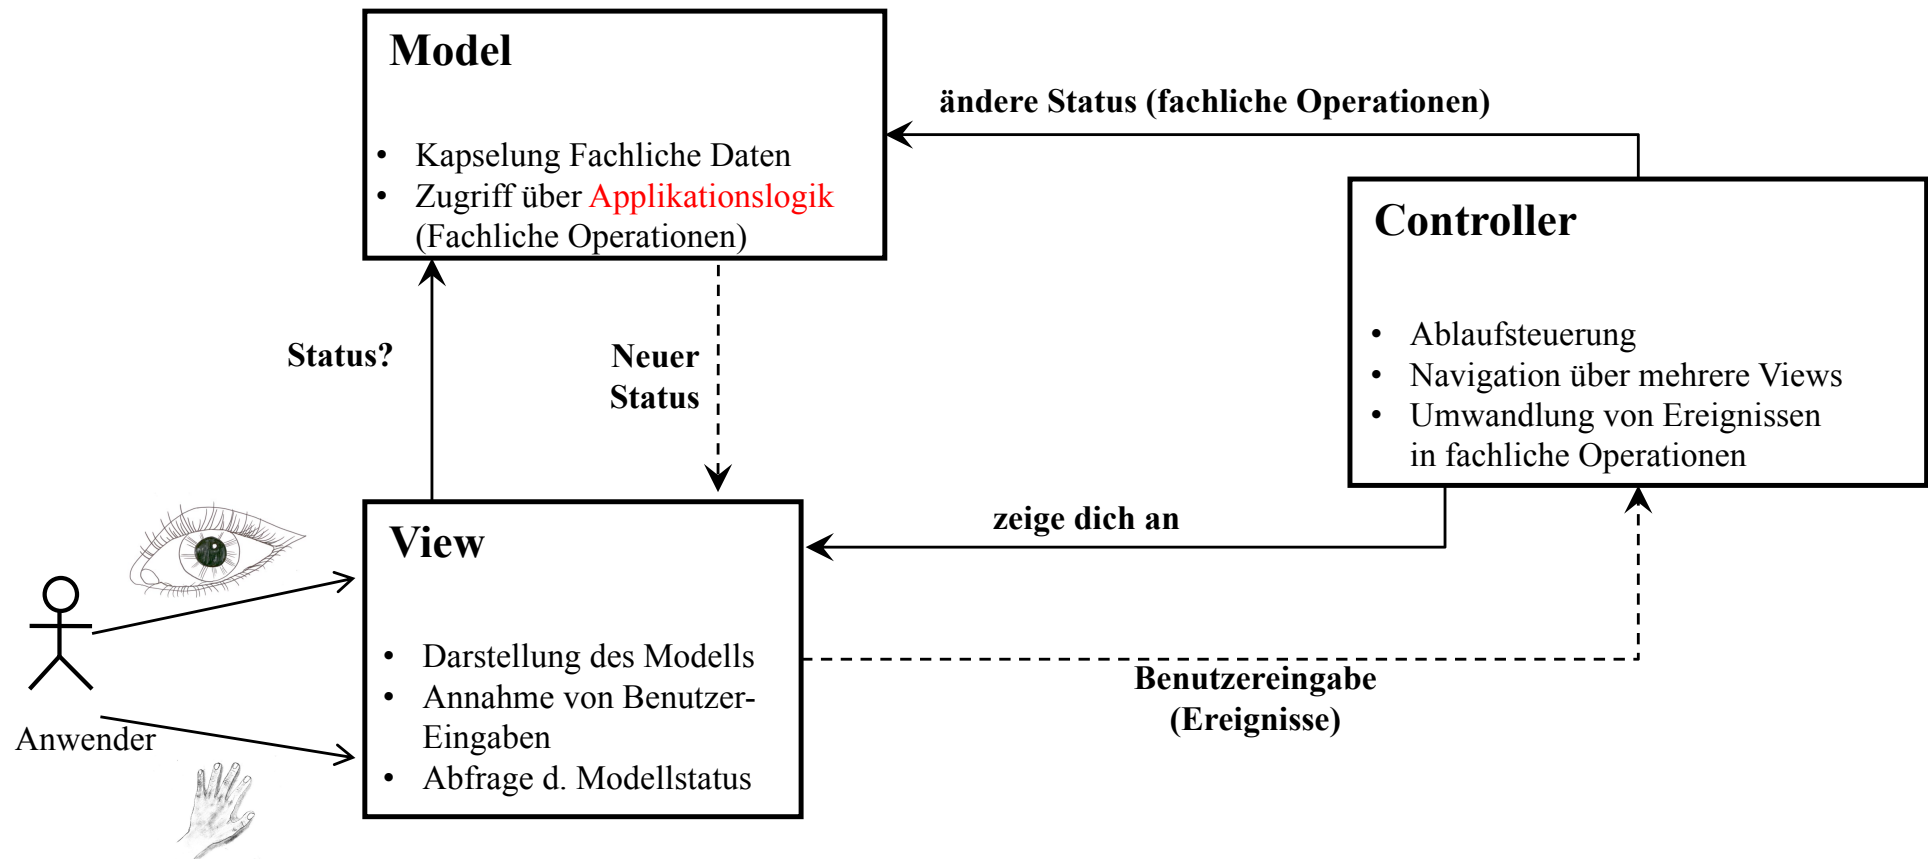 Model
• Kapselung Fachliche Daten
• Zugriff über Applikationslogik
(Fachliche Operationen)
ändere Status (fachliche Operationen)
Controller
• Ablaufsteuerung
• Navigation über mehrere Views
• Umwandlung von Ereignissen
in fachliche Operationen
Status?
Neuer
Status
zeige dich an
View
• Darstellung des Modells
• Annahme von Benutzer-
Eingaben
• Abfrage d. Modellstatus
Benutzereingabe
(Ereignisse)
Anwender